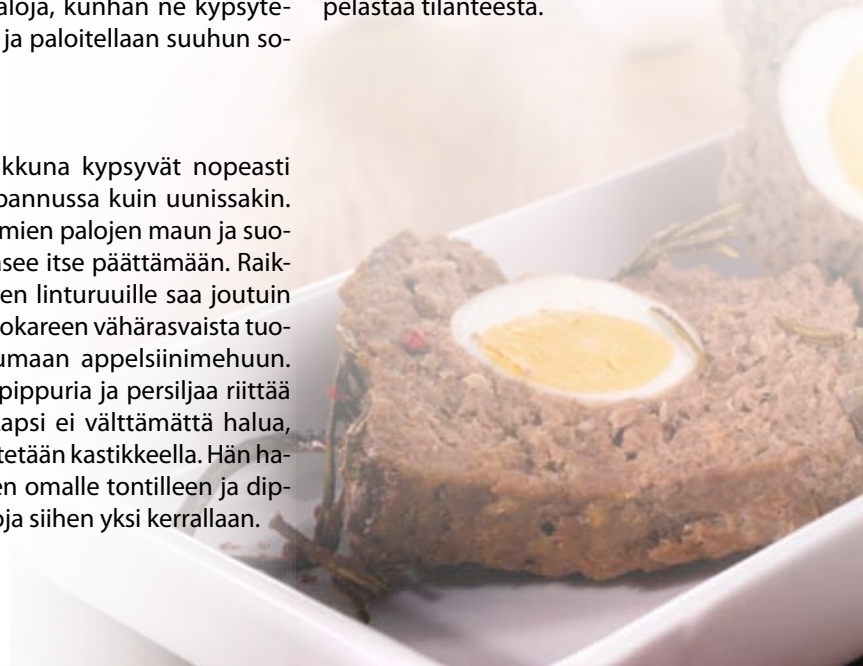 aloja, kunhan ne kypsyte-
ja paloitellaan suuhun so-
kkuna kypsyvät nopeasti
pannussa kuin uunissakin.
mien palojen maun ja suo-
see itse päättämään. Raik-
en linturuuille saa joutuin
okareen vähärasvaista tuo-
umaan appelsiinimehuun.
pippuria ja persiljaa riittää
apsi ei välttämättä halua,
tetään kastikkeella. Hän ha-
en omalle tontilleen ja dip-
oja siihen yksi kerrallaan.
pelastaa tilanteesta.